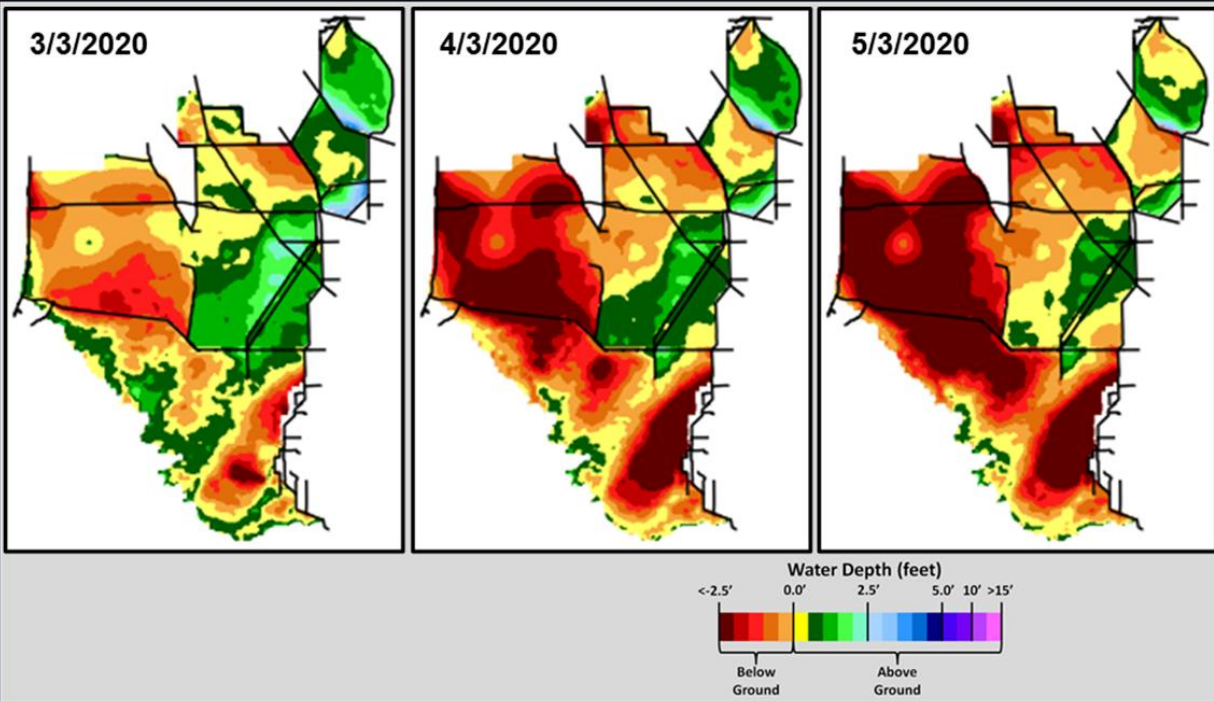 3/3/2020
4/3/2020
5/3/2020
Water Depth (feet)
<-2.5' 0.0' 2.5' 5.0' 10' >15'
Below
Ground
Above
Ground